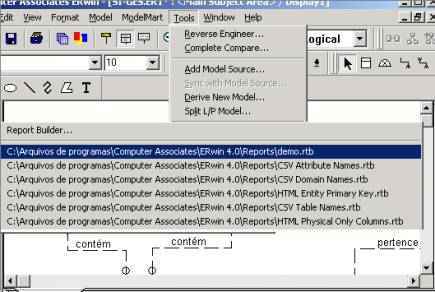 ter Associates ERwin - [SI-GES.ER1 : <Main Subject Area> / Display1]
Edit View Format Model ModelMart Tools Window Help
Reverse Engineer...
Complete Compare...
ogical
10
Add Model Source...
Sync with Model Source...
Derive New Model...
Split L/P Model...
T
Report Builder...
C:\Arquivos de programas\Computer Associates\ERwin 4.0\Reports\demo.rtb
C:\Arquivos de programas\Computer Associates\ERwin 4.0\Reports\CSV Attribute Names.rtb
C:\Arquivos de programas\Computer Associates\ERwin 4.0\Reports\CSV Domain Names.rtb
C:\Arquivos de programas\Computer Associates\ERwin 4.0\Reports\HTML Entity Primary Key.rtb
C:\Arquivos de programas\Computer Associates\ERwin 4.0\Reports\CSV Table Names.rtb
C:\Arquivos de programas\Computer Associates\ERwin 4.0\Reports\HTML Physical Only Columns.rtb
contém
contém
pertence